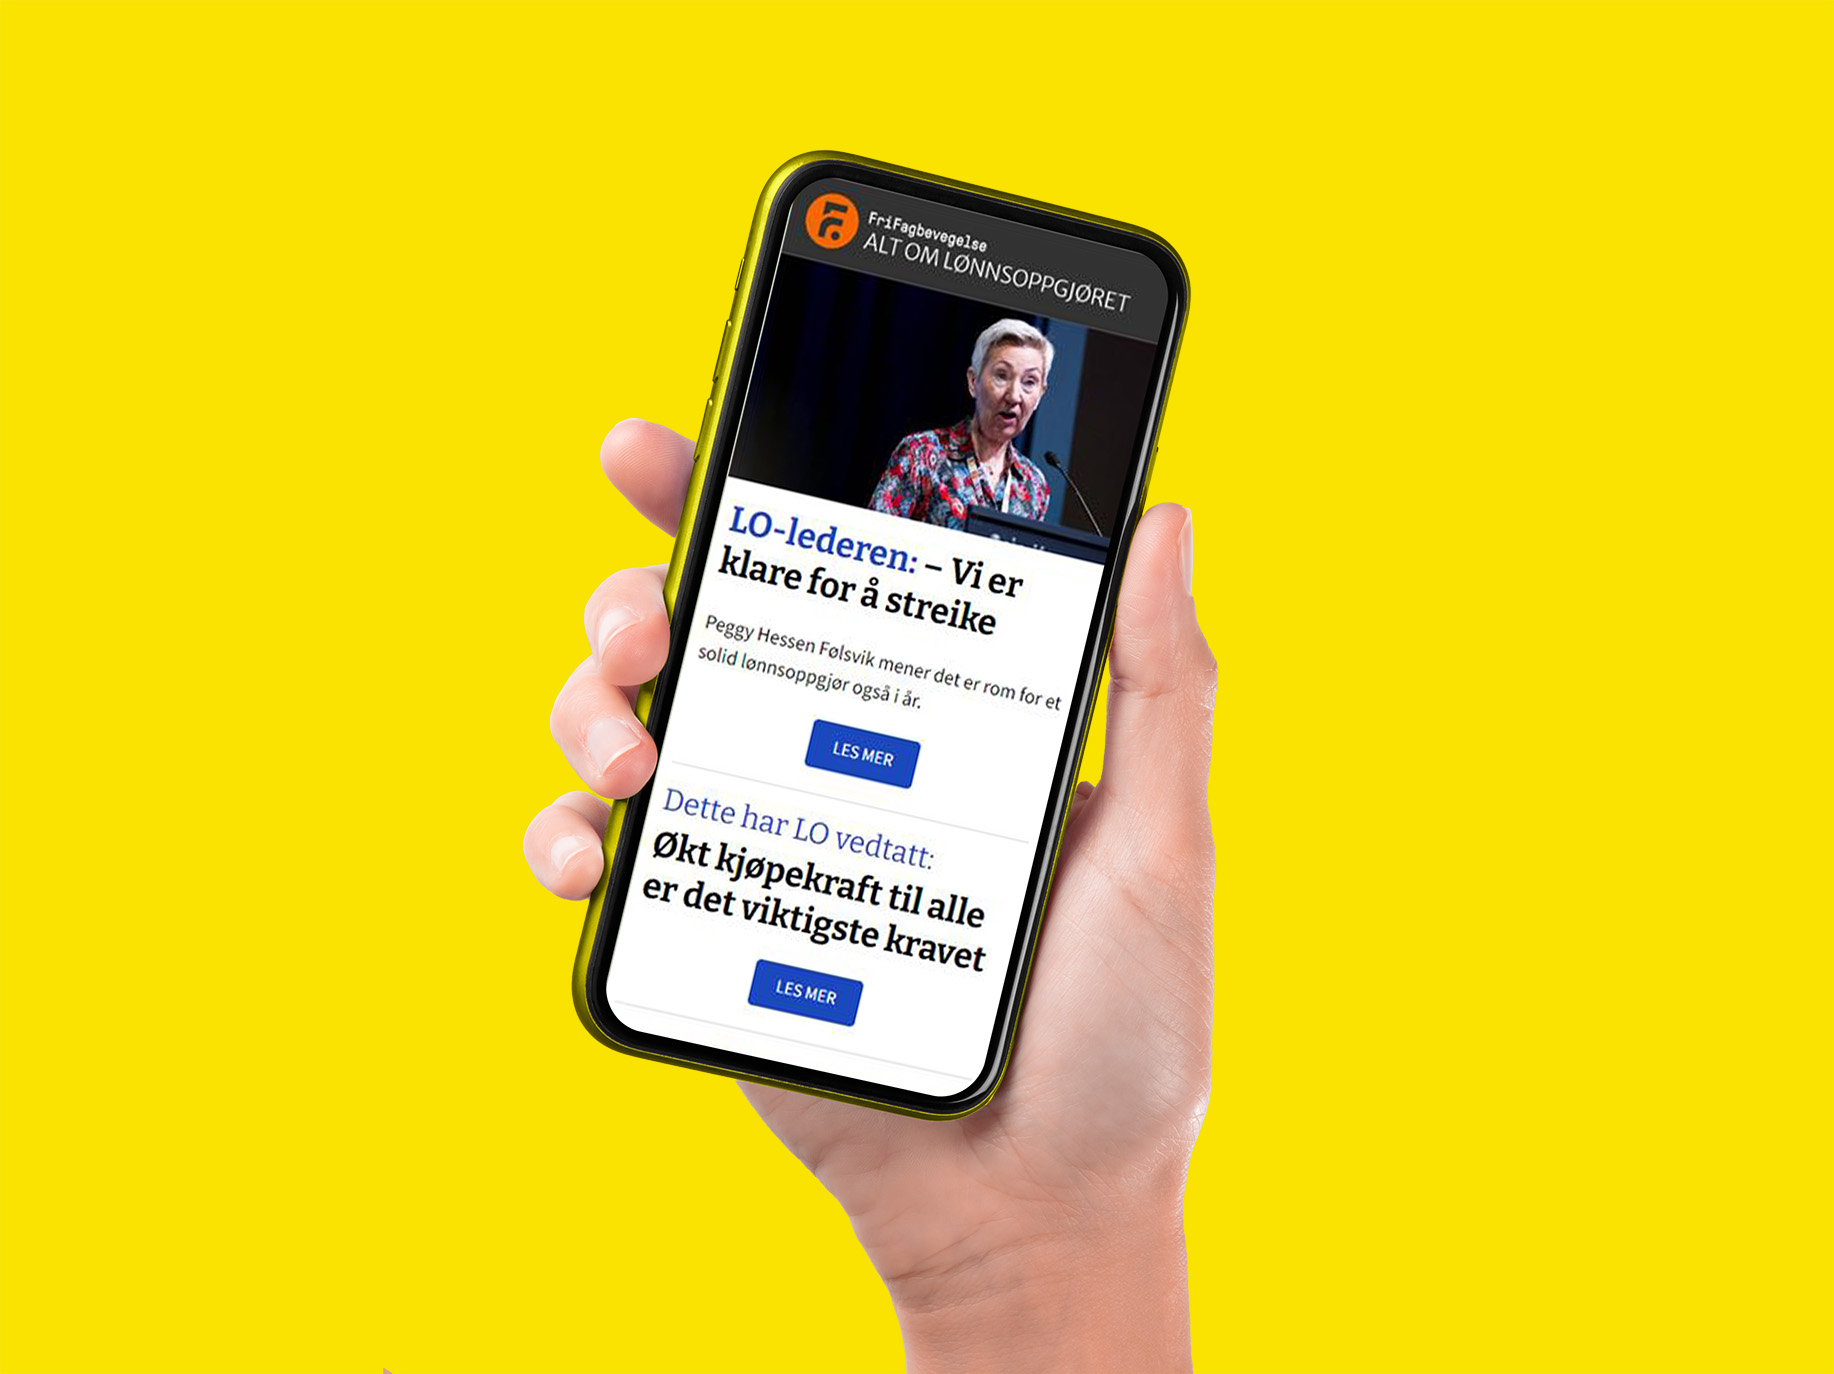 FriFagbevegelse
ALT OM LØNNSOPPGJØRET
LO-lederen: – Vi er
klare for å streike
Peggy Hessen Følsvik mener det er rom for et
solid lønnsoppgjør også i år.
LES MER
Dette har LO vedtatt:
Økt kjøpekraft til alle
er det viktigste kravet
LES MER